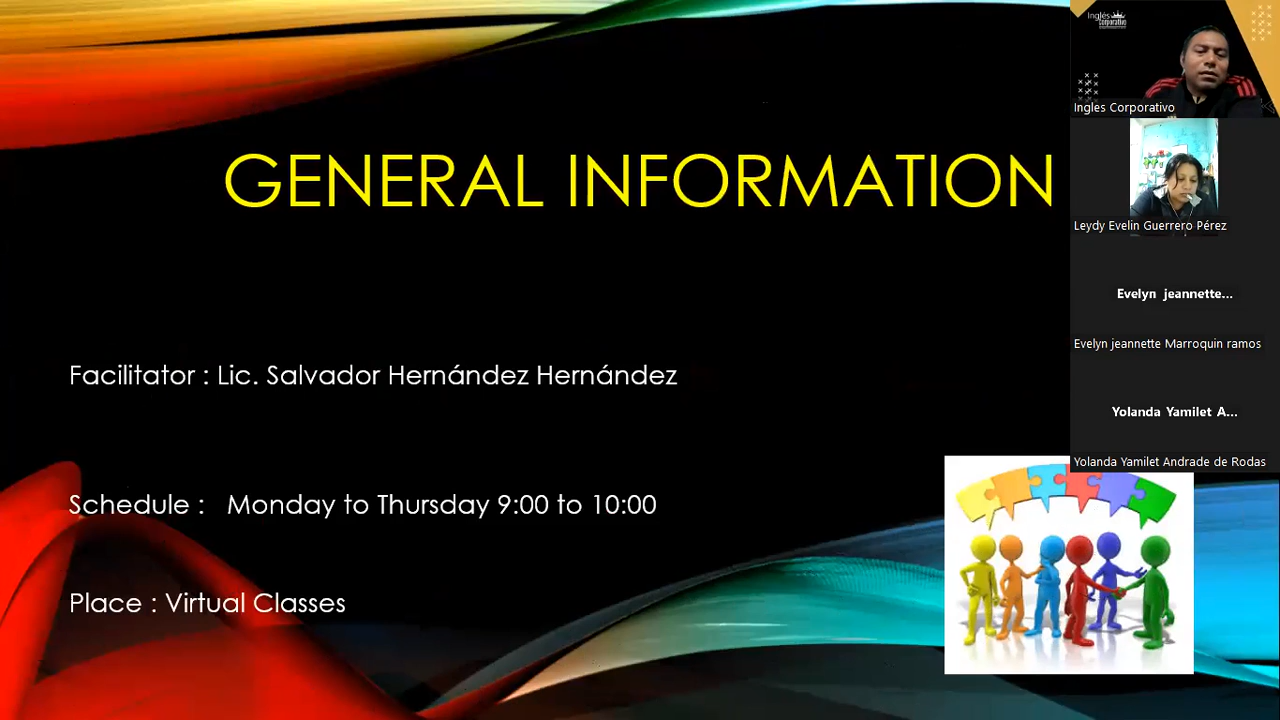 GENERAL INFORMATION
Facilitator : Lic. Salvador Hernández Hernández
Schedule : Monday to Thursday 9:00 to 10:00
Place : Virtual Classes
Inglés
Corporativo
Ingles Corporativo
Leydy Evelin Guerrero Pérez
Evelyn jeannette...
Evelyn jeannette Marroquin ramos
Yolanda Yamilet A...
Yolanda Yamilet Andrade de Rodas